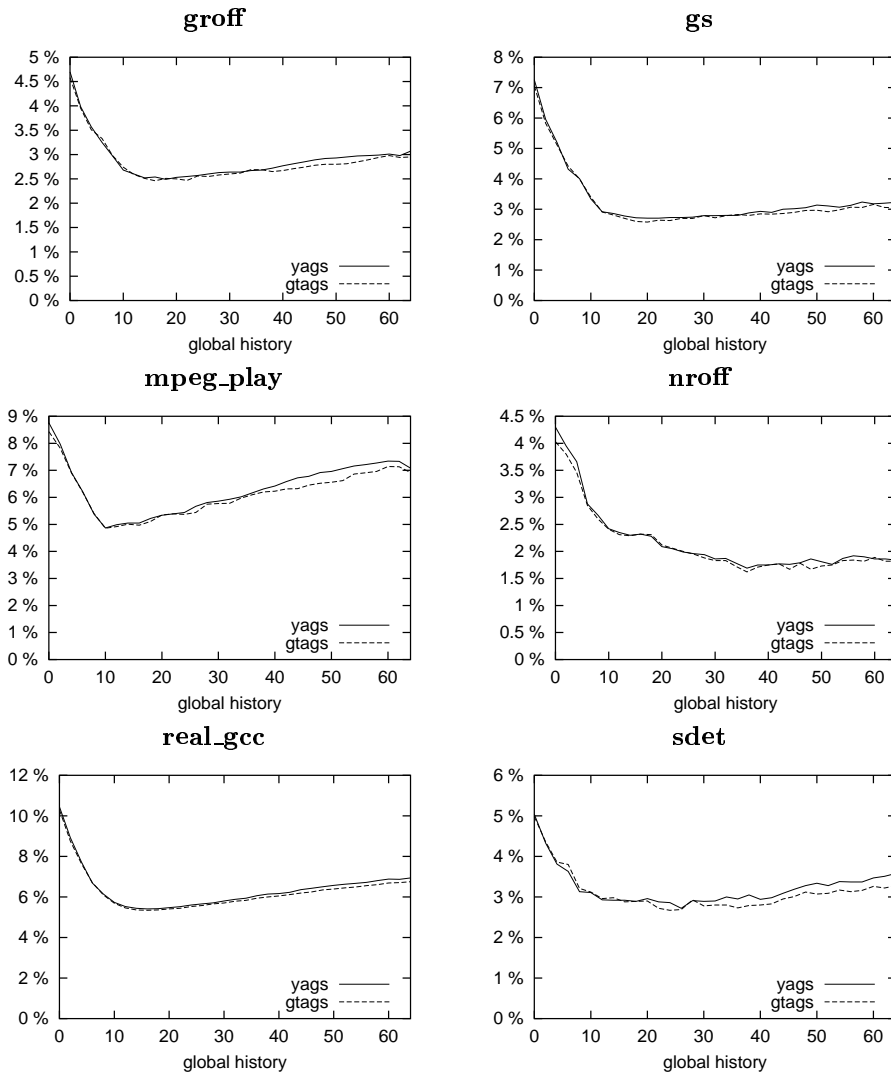 groff
5 %
4.5 %
4 %
3.5 %
3 %
2.5 %
2 %
1.5 %
1 %
0.5 %
0 %
yags
gtags
0 10 20 30 40 50 60
global history
gs
8 %
7 %
6 %
5 %
4 %
3 %
2 %
1 %
0 %
yags
gtags
0 10 20 30 40 50 60
global history
mpeg_play
9 %
8 %
7 %
6 %
5 %
4 %
3 %
2 %
1 %
0 %
yags
gtags
0 10 20 30 40 50 60
global history
nroff
4.5 %
4 %
3.5 %
3 %
2.5 %
2 %
1.5 %
1 %
0.5 %
0 %
yags
gtags
0 10 20 30 40 50 60
global history
real_gcc
12 %
10 %
8 %
6 %
4 %
2 %
0 %
yags
gtags
0 10 20 30 40 50 60
global history
sdet
6 %
5 %
4 %
3 %
2 %
1 %
0 %
yags
gtags
0 10 20 30 40 50 60
global history